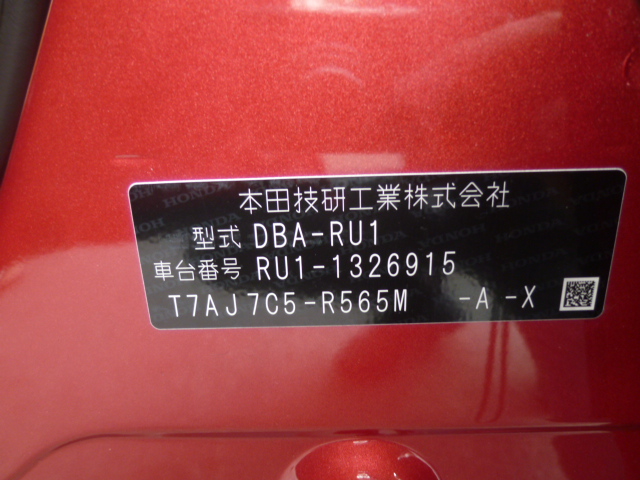 本田技研工業株式会社
型式 DBA-RU1
車台番号 RU1-1326915
T7AJ7C5-R565M -A -X